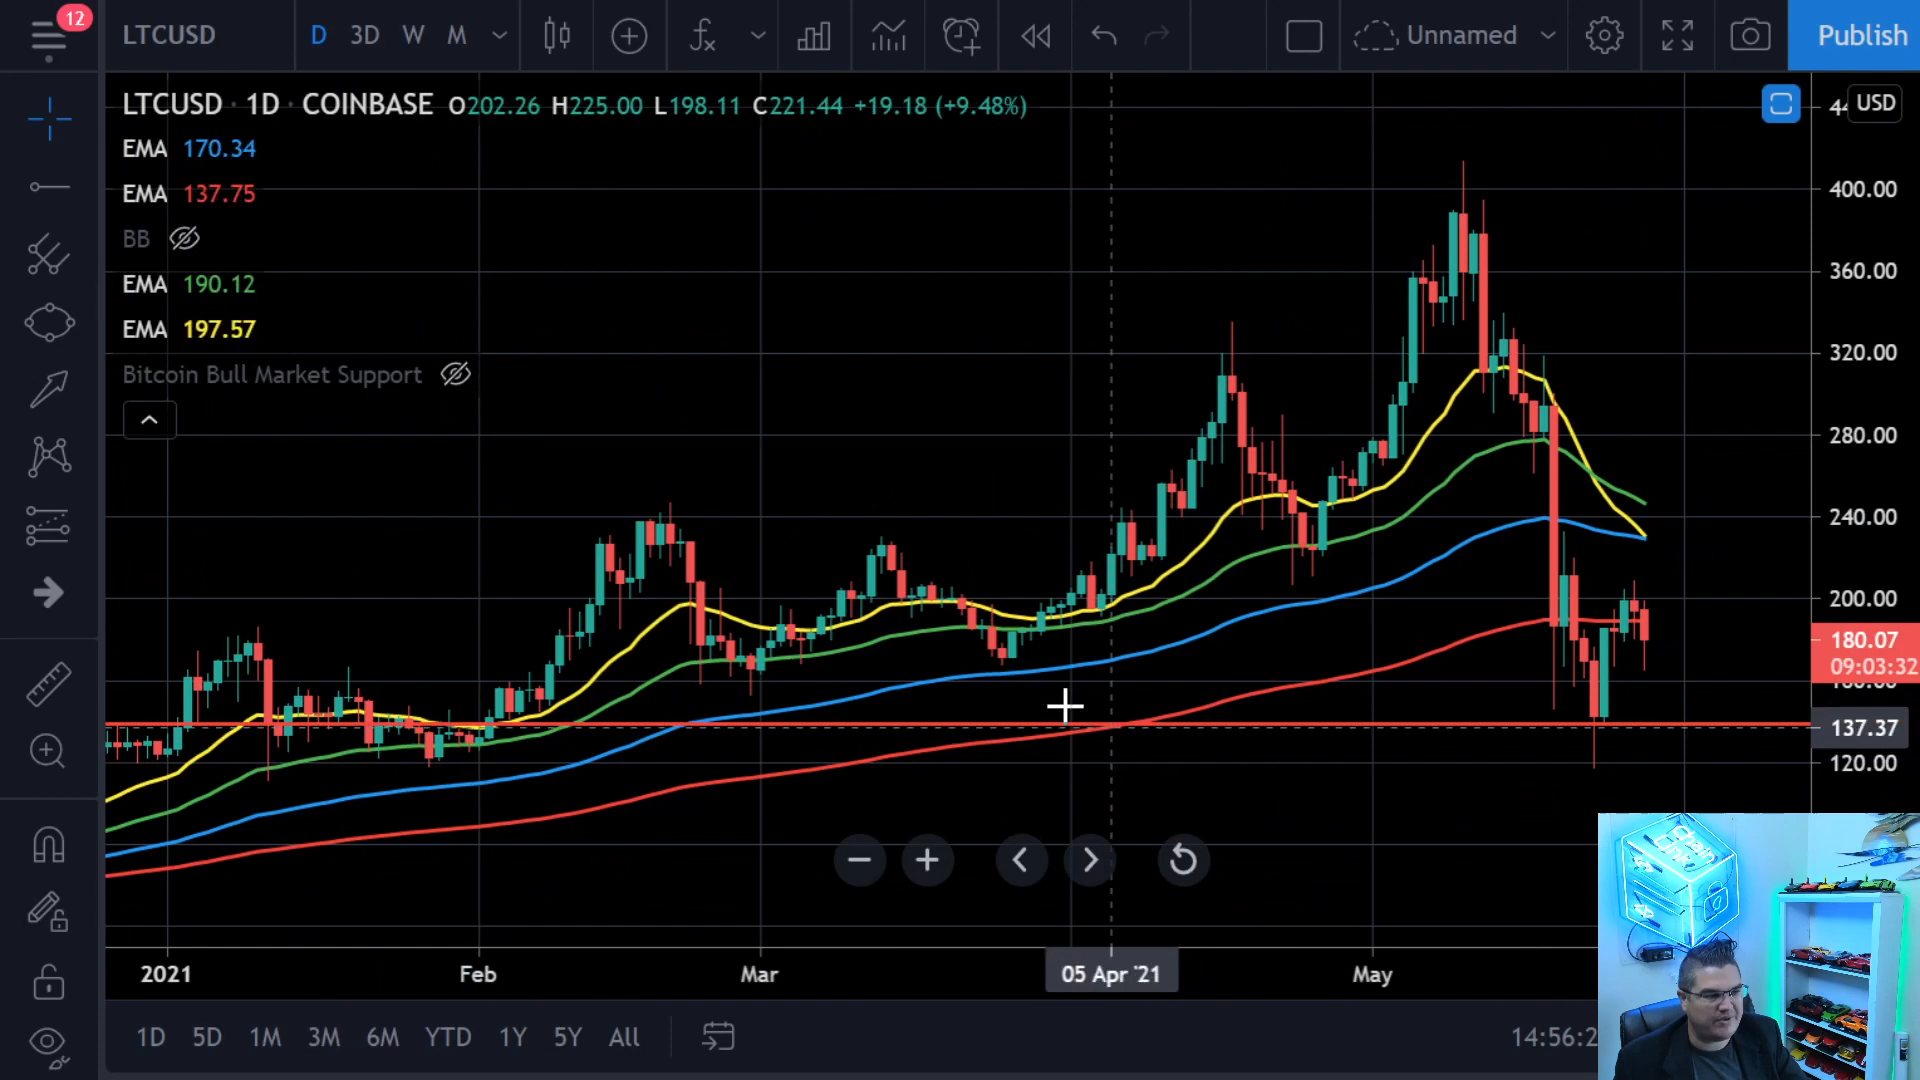 12
LTCUSD
D 3D W M
Unnamed
Publish
LTCUSD · 1D · COINBASE O202.26 H225.00 L198.11 C221.44 +19.18 (+9.48%)
USD
EMA 170.34
EMA 137.75
BB
EMA 190.12
EMA 197.57
Bitcoin Bull Market Support
400.00
360.00
320.00
280.00
240.00
200.00
180.07
09:03:32
137.37
120.00
2021 Feb Mar 05 Apr '21 May
1D 5D 1M 3M 6M YTD 1Y 5Y All
14:56:2
Chain
Link